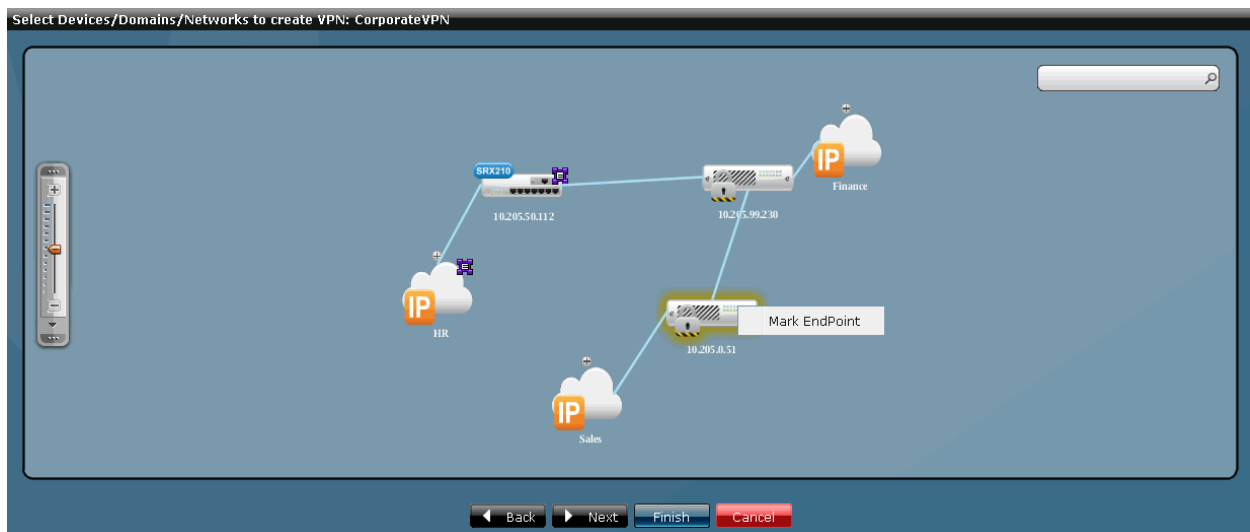 Select Devices/Domains/Networks to create VPN: CorporateVPN
IP
Finance
SRX210
10.205.50.112
10.205.99.230
IP
HR
Mark EndPoint
10.205.0.51
IP
Sales
Back
Next
Finish
Cancel